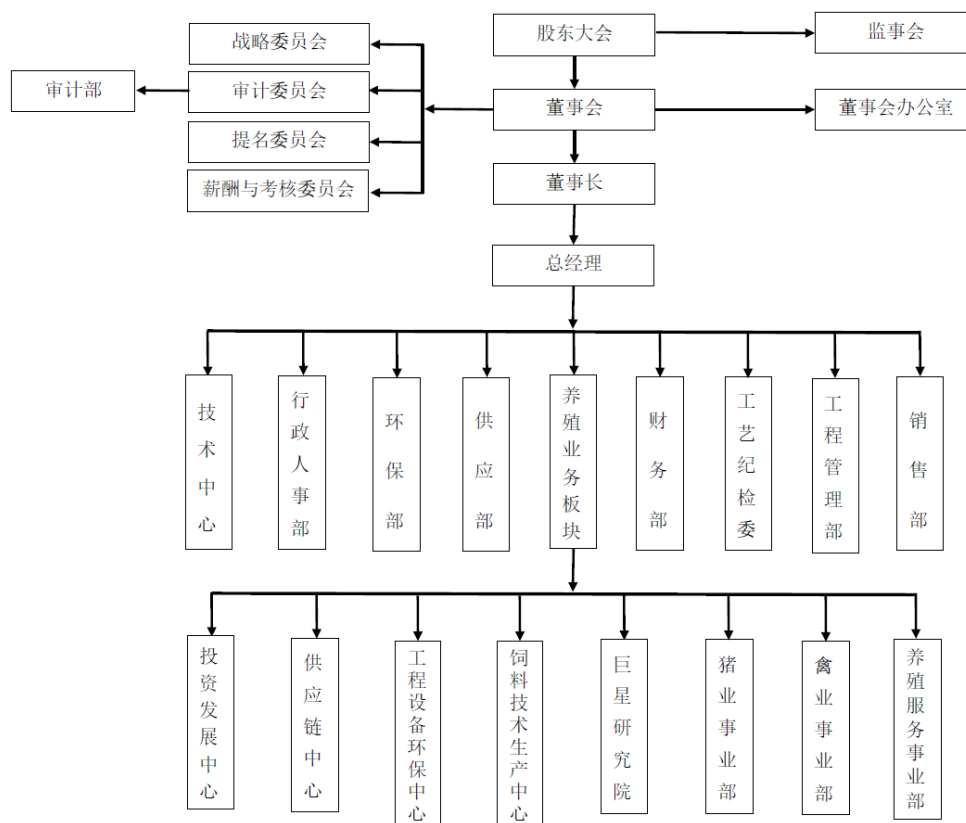 战略委员会
股东大会
监事会
审计部
审计委员会
董事会
董事会办公室
提名委员会
薪酬与考核委员会
董事长
总经理
技术中心
行政人事部
环保部
供应部
养殖业务板块
财务部
工艺纪检委
工程管理部
销售部
投资发展中心
供应链中心
工程设备环保中心
饲料技术生产中心
巨星研究院
猪业事业部
禽业事业部
养殖服务事业部